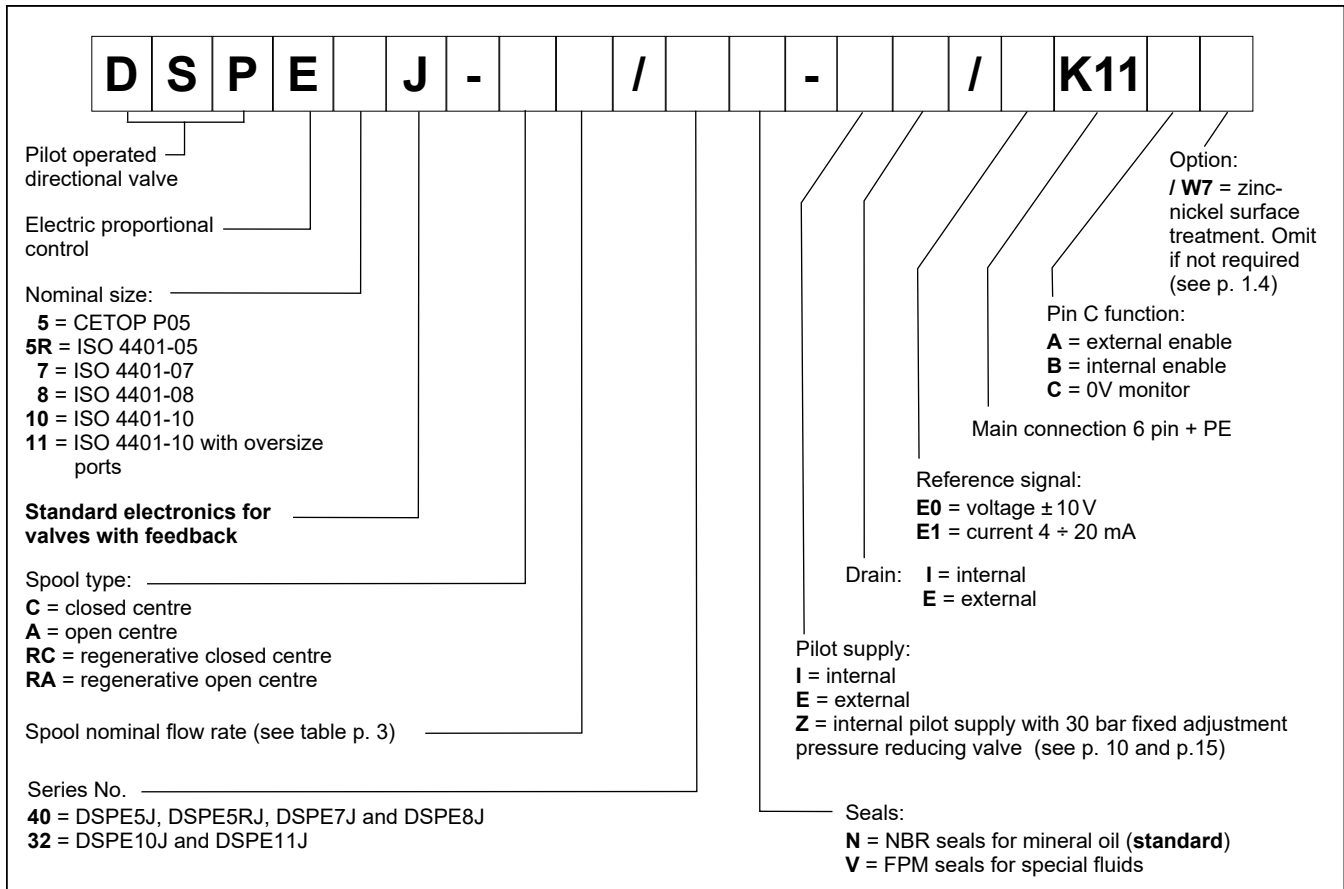 D S P E J - / - / K11
Pilot operated
directional valve
Electric proportional
control
Nominal size:
5 = CETOP P05
5R = ISO 4401-05
7 = ISO 4401-07
8 = ISO 4401-08
10 = ISO 4401-10
11 = ISO 4401-10 with oversize
ports
Standard electronics for
valves with feedback
Spool type:
C = closed centre
A = open centre
RC = regenerative closed centre
RA = regenerative open centre
Spool nominal flow rate (see table p. 3)
Series No.
40 = DSPE5J, DSPE5RJ, DSPE7J and DSPE8J
32 = DSPE10J and DSPE11J
Option:
/ W7 = zinc-
nickel surface
treatment. Omit
if not required
(see p. 1.4)
Pin C function:
A = external enable
B = internal enable
C = 0V monitor
Main connection 6 pin + PE
Reference signal:
E0 = voltage ±10V
E1 = current 4 ÷ 20 mA
Drain: I = internal
E = external
Pilot supply:
I = internal
E = external
Z = internal pilot supply with 30 bar fixed adjustment
pressure reducing valve (see p. 10 and p.15)
Seals:
N = NBR seals for mineral oil (standard)
V = FPM seals for special fluids